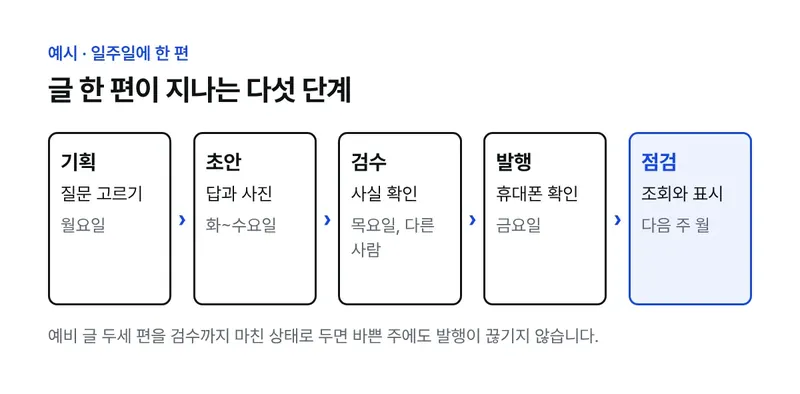 예시 · 일주일에 한 편
글 한 편이 지나는 다섯 단계
기획
질문 고르기
월요일
›
초안
답과 사진
화~수요일
›
검수
사실 확인
목요일, 다른
사람
›
발행
휴대폰 확인
금요일
›
점검
조회와 표시
다음 주 월
예비 글 두세 편을 검수까지 마친 상태로 두면 바쁜 주에도 발행이 끊기지 않습니다.